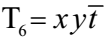 T₆ = xyt̅